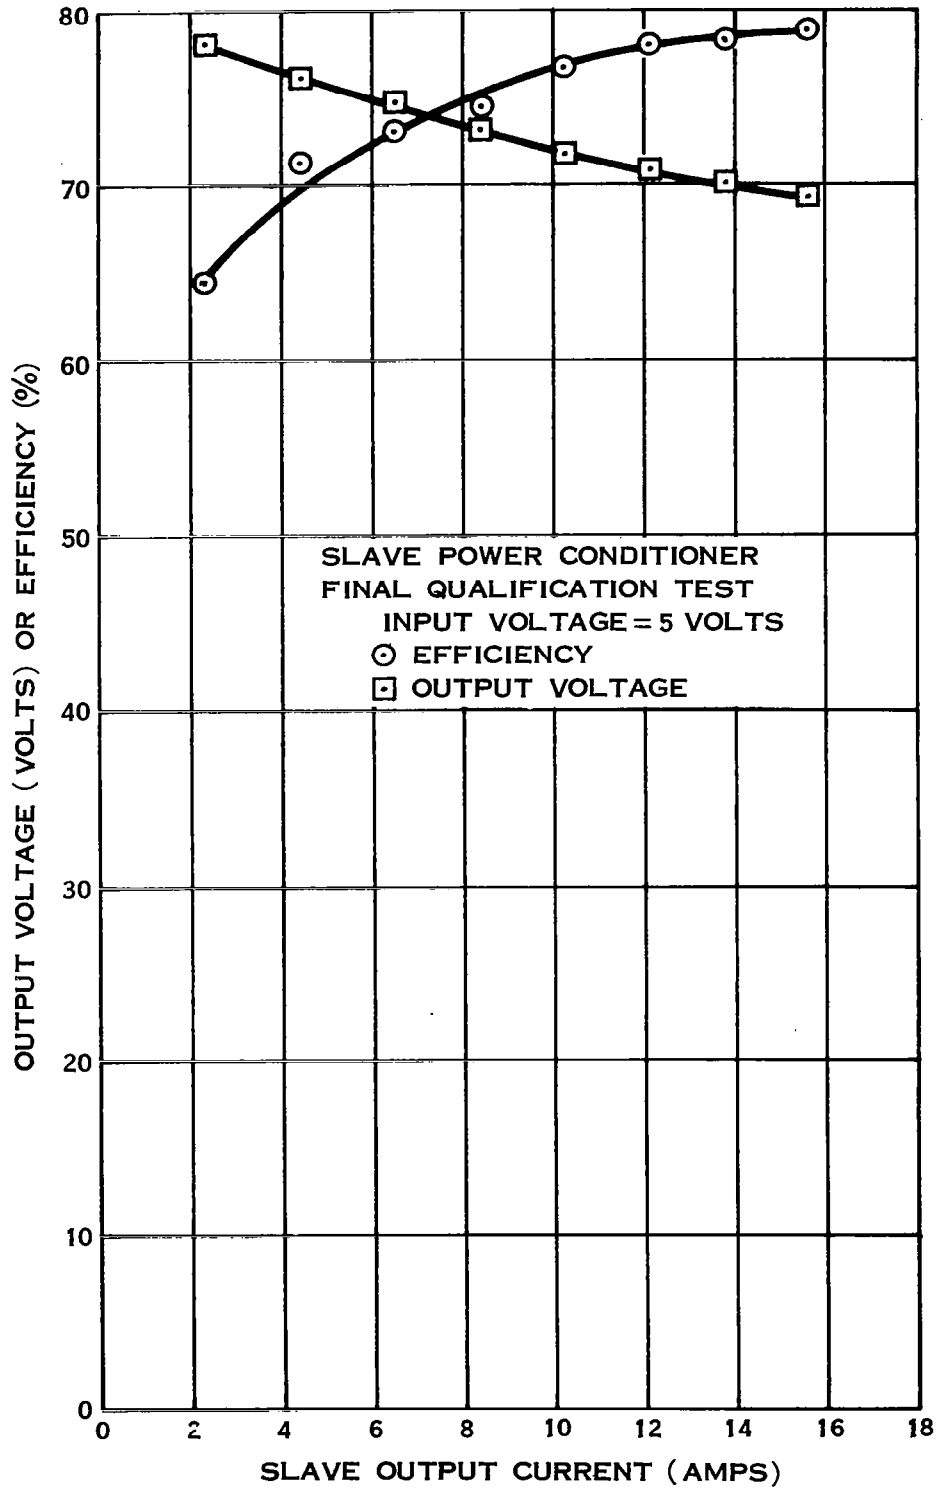 80
70
60
50
40
30
20
10
0
OUTPUT VOLTAGE (VOLTS) OR EFFICIENCY (%)
SLAVE POWER CONDITIONER
FINAL QUALIFICATION TEST
INPUT VOLTAGE = 5 VOLTS
EFFICIENCY
OUTPUT VOLTAGE
0 2 4 6 8 10 12 14 16 18
SLAVE OUTPUT CURRENT (AMPS)